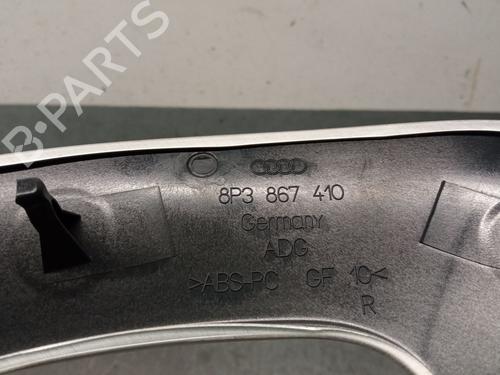 B-PARTS
8P3 867 410
Germany
ADG
>ABS-PC GF 10<
R